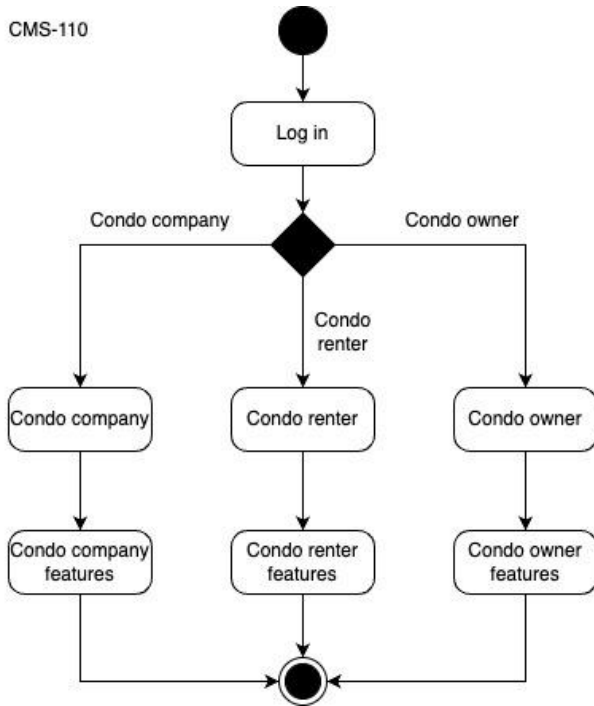 CMS-110
Log in
Condo company
Condo owner
Condo
renter
Condo company
Condo renter
Condo owner
Condo company
features
Condo renter
features
Condo owner
features